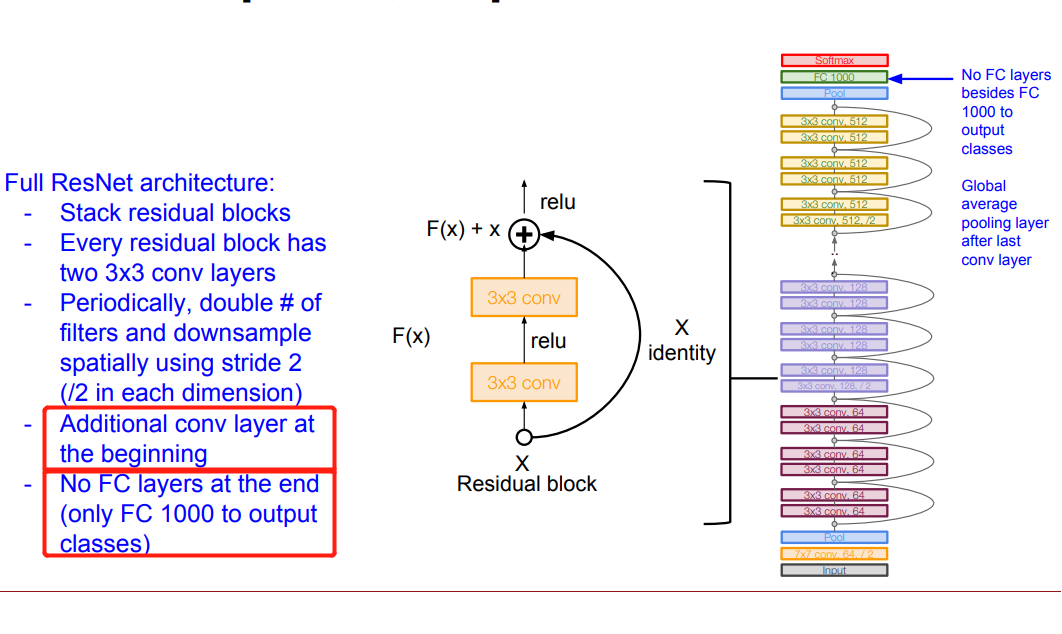 Full ResNet architecture:
- Stack residual blocks
- Every residual block has
two 3x3 conv layers
- Periodically, double # of
filters and downsample
spatially using stride 2
(/2 in each dimension)
- Additional conv layer at
the beginning
- No FC layers at the end
(only FC 1000 to output
classes)
relu
F(x) + x
3x3 conv
F(x)
relu
3x3 conv
X
identity
X
Residual block
Softmax
FC 1000
Pool
3x3 conv, 512
3x3 conv, 512
3x3 conv, 512
3x3 conv, 512
3x3 conv, 512
3x3 conv, 512, /2
..
3x3 conv, 128
3x3 conv, 128
3x3 conv, 128
3x3 conv, 128
3x3 conv, 128
3x3 conv, 128, / 2
3x3 conv, 64
3x3 conv, 64
3x3 conv, 64
3x3 conv, 64
3x3 conv, 64
3x3 conv, 64
Pool
7x7 conv, 64, / 2
Input
No FC layers
besides FC
1000 to
output
classes
Global
average
pooling layer
after last
conv layer